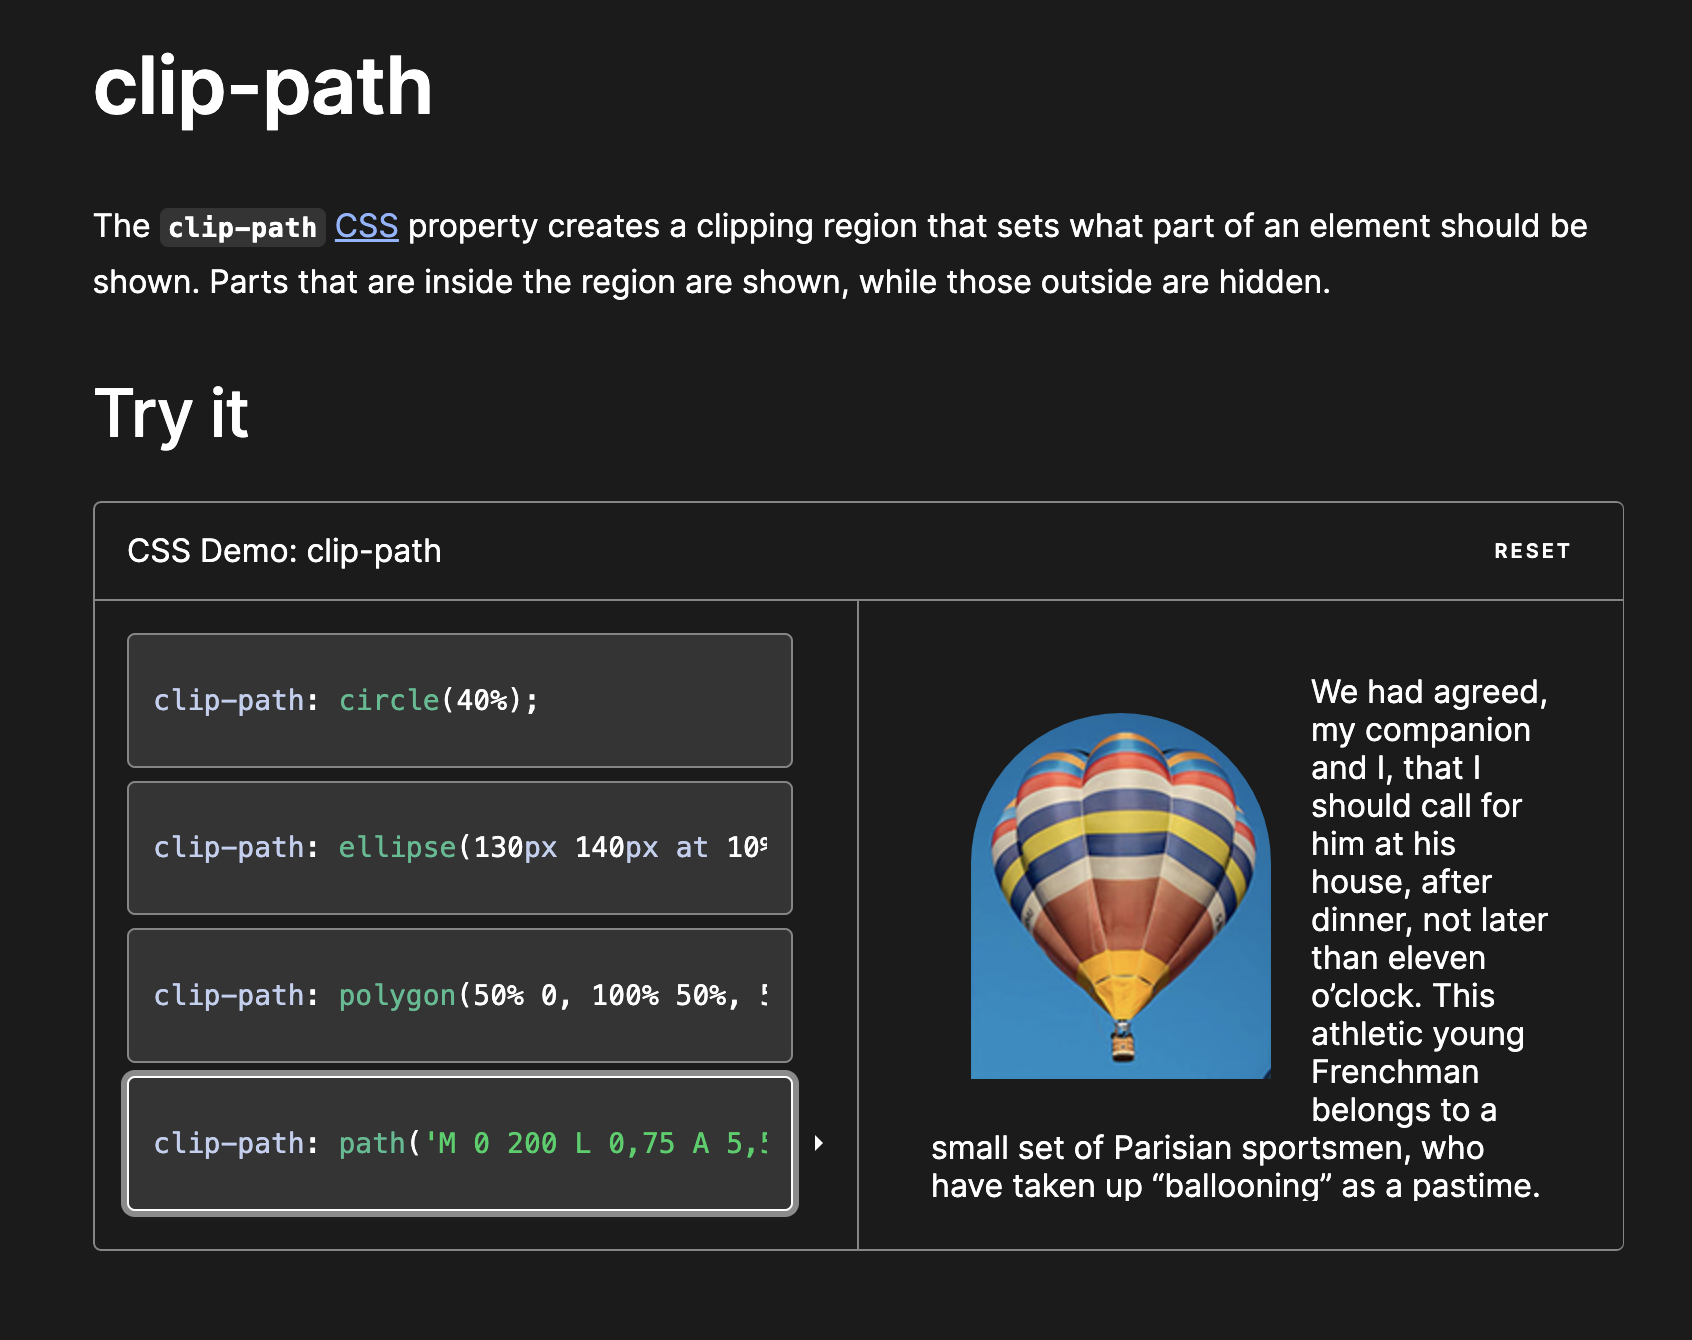 clip-path
The clip-path CSS property creates a clipping region that sets what part of an element should be
shown. Parts that are inside the region are shown, while those outside are hidden.
Try it
CSS Demo: clip-path
RESET
clip-path: circle(40%);
clip-path: ellipse(130px 140px at 10%
clip-path: polygon(50% 0, 100% 50%, 5
clip-path: path('M 0 200 L 0,75 A 5,5
We had agreed,
my companion
and I, that I
should call for
him at his
house, after
dinner, not later
than eleven
o’clock. This
athletic young
Frenchman
belongs to a
small set of Parisian sportsmen, who
have taken up “ballooning” as a pastime.